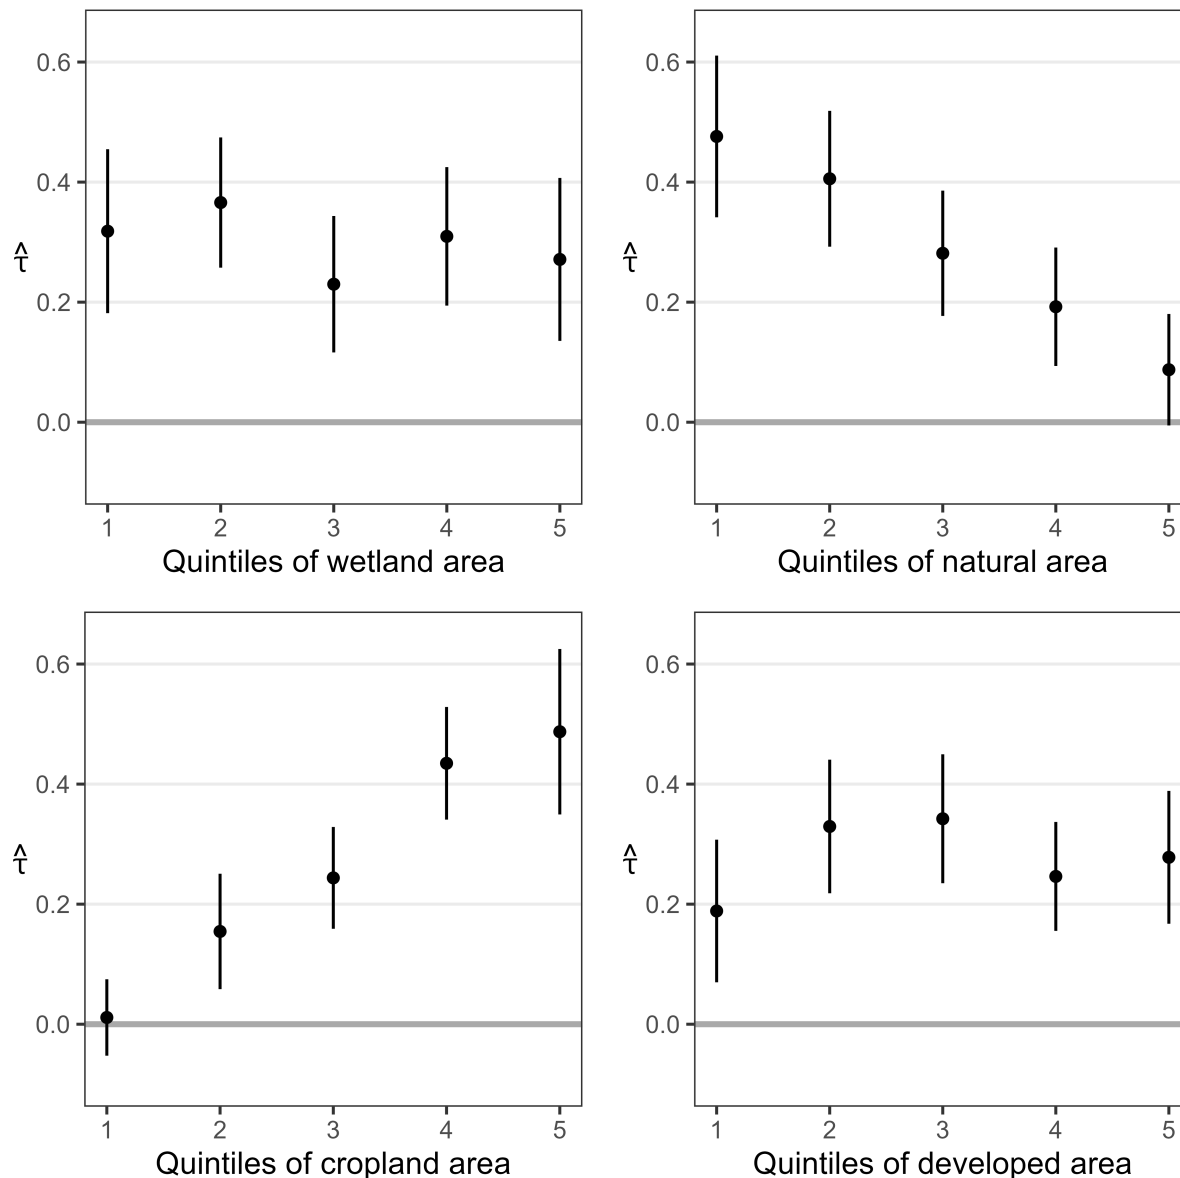 0.6
0.4
τ̂
0.2
0.0
1 2 3 4 5
Quintiles of wetland area
0.6
0.4
τ̂
0.2
0.0
1 2 3 4 5
Quintiles of natural area
0.6
0.4
τ̂
0.2
0.0
1 2 3 4 5
Quintiles of cropland area
0.6
0.4
τ̂
0.2
0.0
1 2 3 4 5
Quintiles of developed area